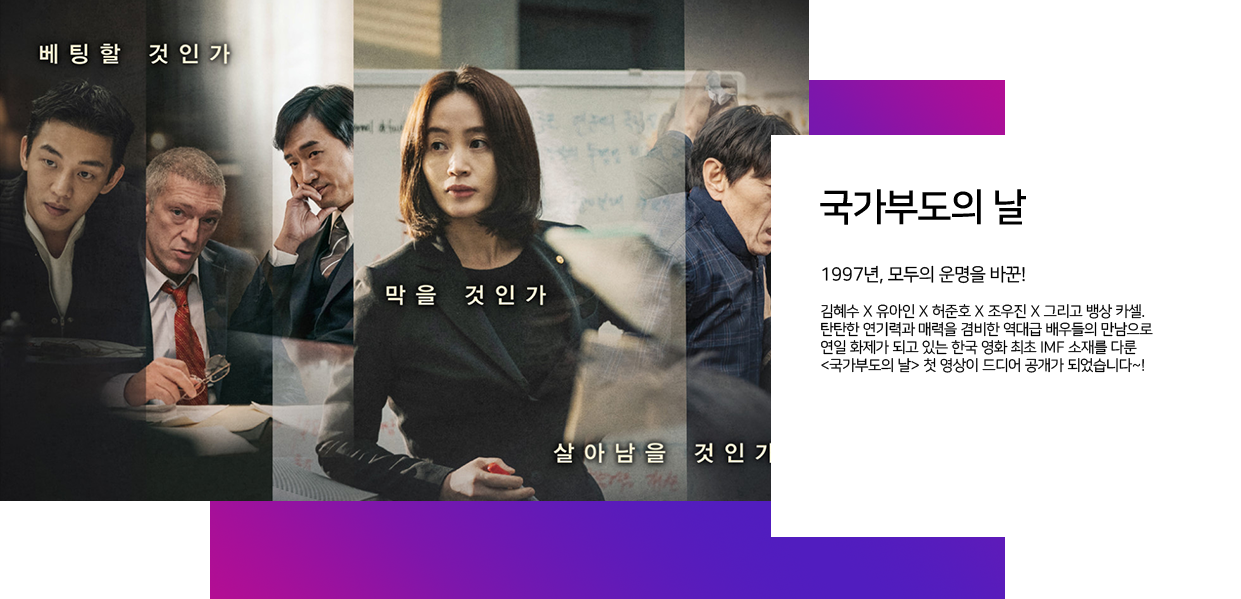 베팅할 것인가
막을 것인가
살아남을 것인가
국가부도의 날
1997년, 모두의 운명을 바꾼!
김혜수 X 유아인 X 허준호 X 조우진 X 그리고 뱅상 카셀.
탄탄한 연기력과 매력을 겸비한 역대급 배우들의 만남으로
연일 화제가 되고 있는 한국 영화 최초 IMF 소재를 다룬
<국가부도의 날> 첫 영상이 드디어 공개가 되었습니다~!